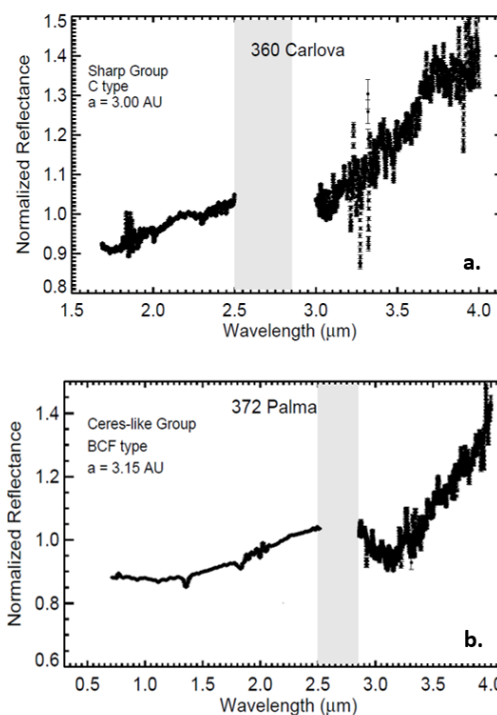 360 Carlova
Sharp Group
C type
a = 3.00 AU
Normalized Reflectance
1.5
1.4
1.3
1.2
1.1
1.0
0.9
0.8
a.
1.5 2.0 2.5 3.0 3.5 4.0
Wavelength (μm)
372 Palma
Ceres-like Group
BCF type
a = 3.15 AU
Normalized Reflectance
1.4
1.2
1.0
0.8
0.6
b.
0.5 1.0 1.5 2.0 2.5 3.0 3.5 4.0
Wavelength (μm)